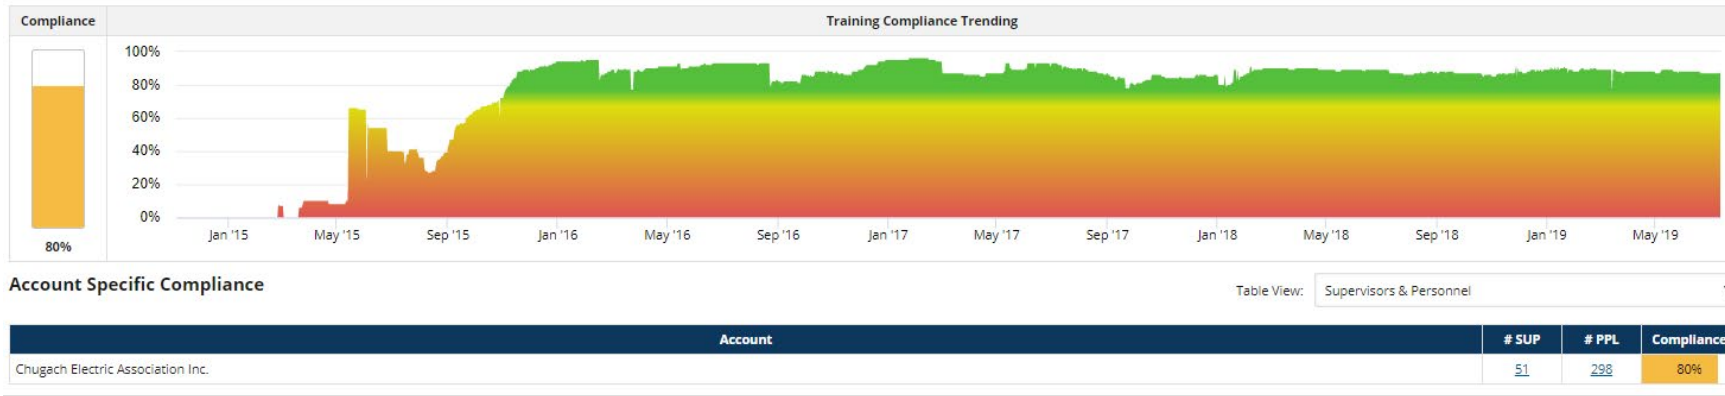 Compliance Training Compliance Trending
100%
80%
60%
40%
20%
0%
Jan '15 May '15 Sep '15 Jan '16 May '16 Sep '16 Jan '17 May '17 Sep '17 Jan '18 May '18 Sep '18 Jan '19 May '19
80%
Account Specific Compliance
Table View: Supervisors & Personnel
Account # SUP # PPL Compliance
Chugach Electric Association Inc. 51 298 80%